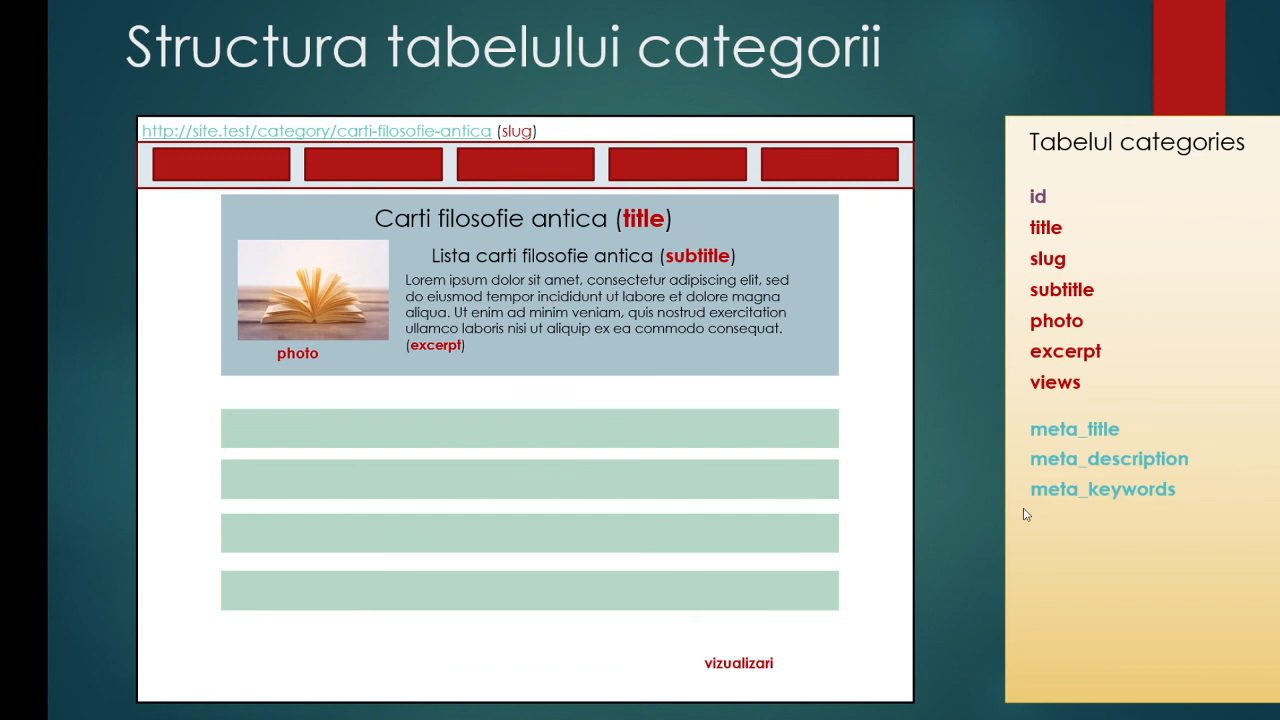 Structura tabelului categorii
http://site.test/category/carti-filosofie-antica (slug)
Carti filosofie antica (title)
Lista carti filosofie antica (subtitle)
Lorem ipsum dolor sit amet, consectetur adipiscing elit, sed
do eiusmod tempor incididunt ut labore et dolore magna
aliqua. Ut enim ad minim veniam, quis nostrud exercitation
ullamco laboris nisi ut aliquip ex ea commodo consequat.
(excerpt)
photo
vizualizari
Tabelul categories
id
title
slug
subtitle
photo
excerpt
views
meta_title
meta_description
meta_keywords